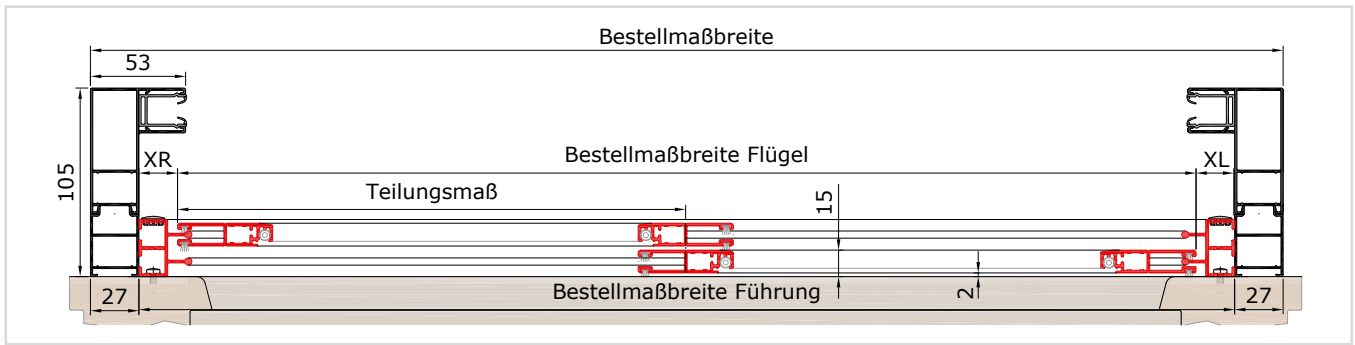 Bestellmaßbreite
53
105
XR
Bestellmaßbreite Flügel
XL
Teilungsmaß
15
27
Bestellmaßbreite Führung
2
27